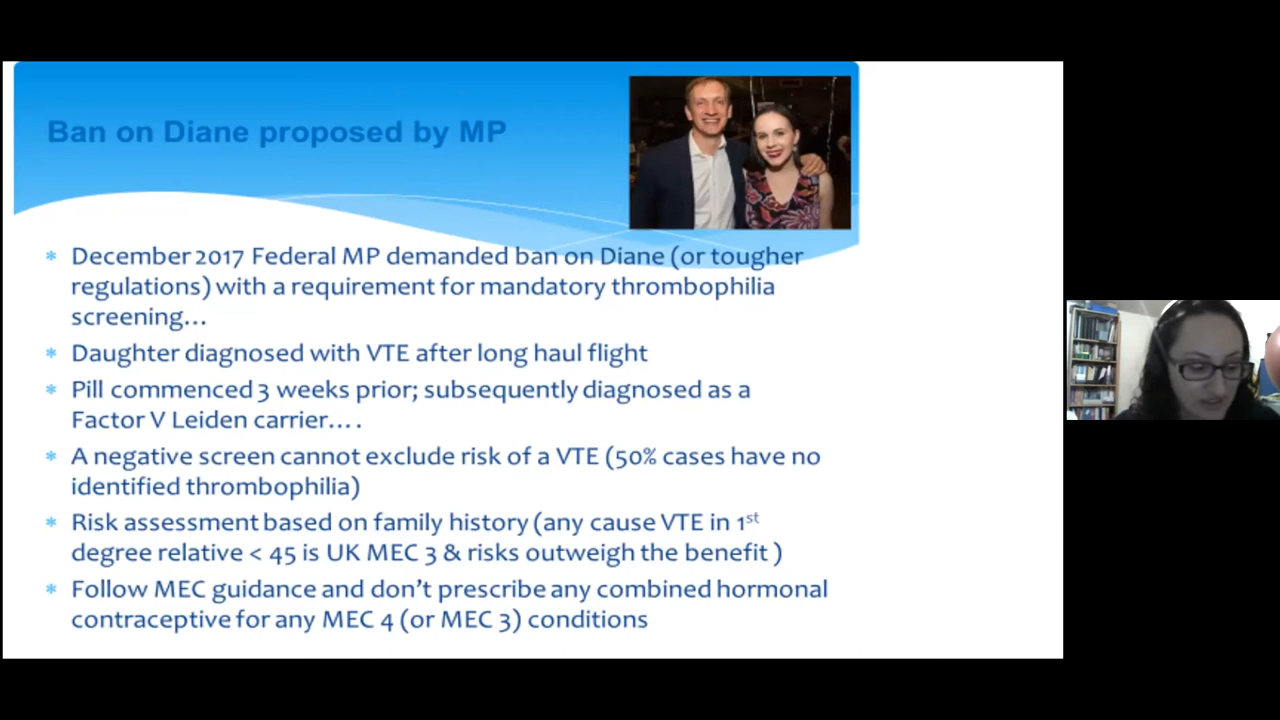 Ban on Diane proposed by MP
* December 2017 Federal MP demanded ban on Diane (or tougher
regulations) with a requirement for mandatory thrombophilia
screening...
* Daughter diagnosed with VTE after long haul flight
* Pill commenced 3 weeks prior; subsequently diagnosed as a
Factor V Leiden carrier....
* A negative screen cannot exclude risk of a VTE (50% cases have no
identified thrombophilia)
* Risk assessment based on family history (any cause VTE in 1st
degree relative < 45 is UK MEC 3 & risks outweigh the benefit )
* Follow MEC guidance and don't prescribe any combined hormonal
contraceptive for any MEC 4 (or MEC 3) conditions